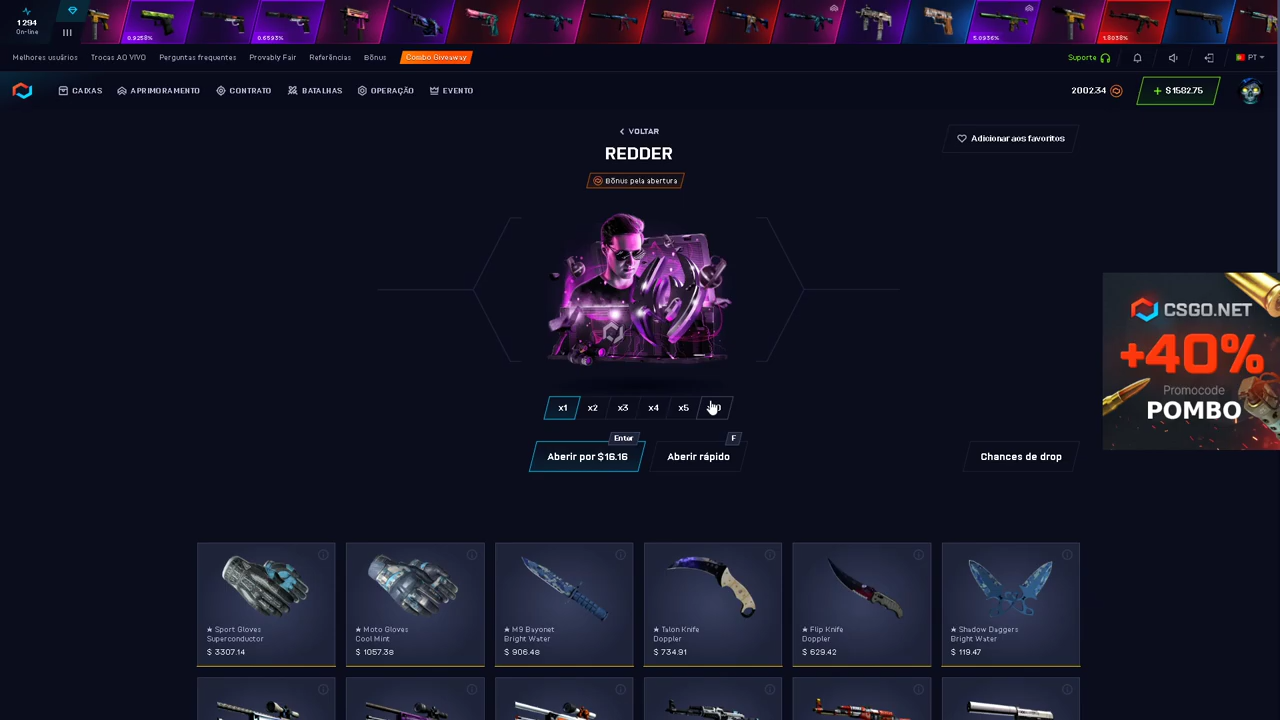 1 294
On-line
0.9258%
0.6593%
5.0936%
1.8038%
Melhores usuários
Trocas AO VIVO
Perguntas frequentes
Provably Fair
Referências
Bônus
Combo Giveaway
Suporte
PT
CAIXAS
APRIMORAMENTO
CONTRATO
BATALHAS
OPERAÇÃO
EVENTO
2002.34
+ $ 1582.75
VOLTAR
REDDER
Adicionar aos favoritos
Bônus pela abertura
CSGO.NET
+40%
Promocode
POMBO
x1
x2
x3
x4
x5
Enter
F
Aberir por $16.16
Aberir rápido
Chances de drop
★ Sport Gloves
Superconductor
$ 3307.14
★ Moto Gloves
Cool Mint
$ 1057.38
★ M9 Bayonet
Bright Water
$ 906.48
★ Talon Knife
Doppler
$ 734.91
★ Flip Knife
Doppler
$ 629.42
★ Shadow Daggers
Bright Water
$ 119.47